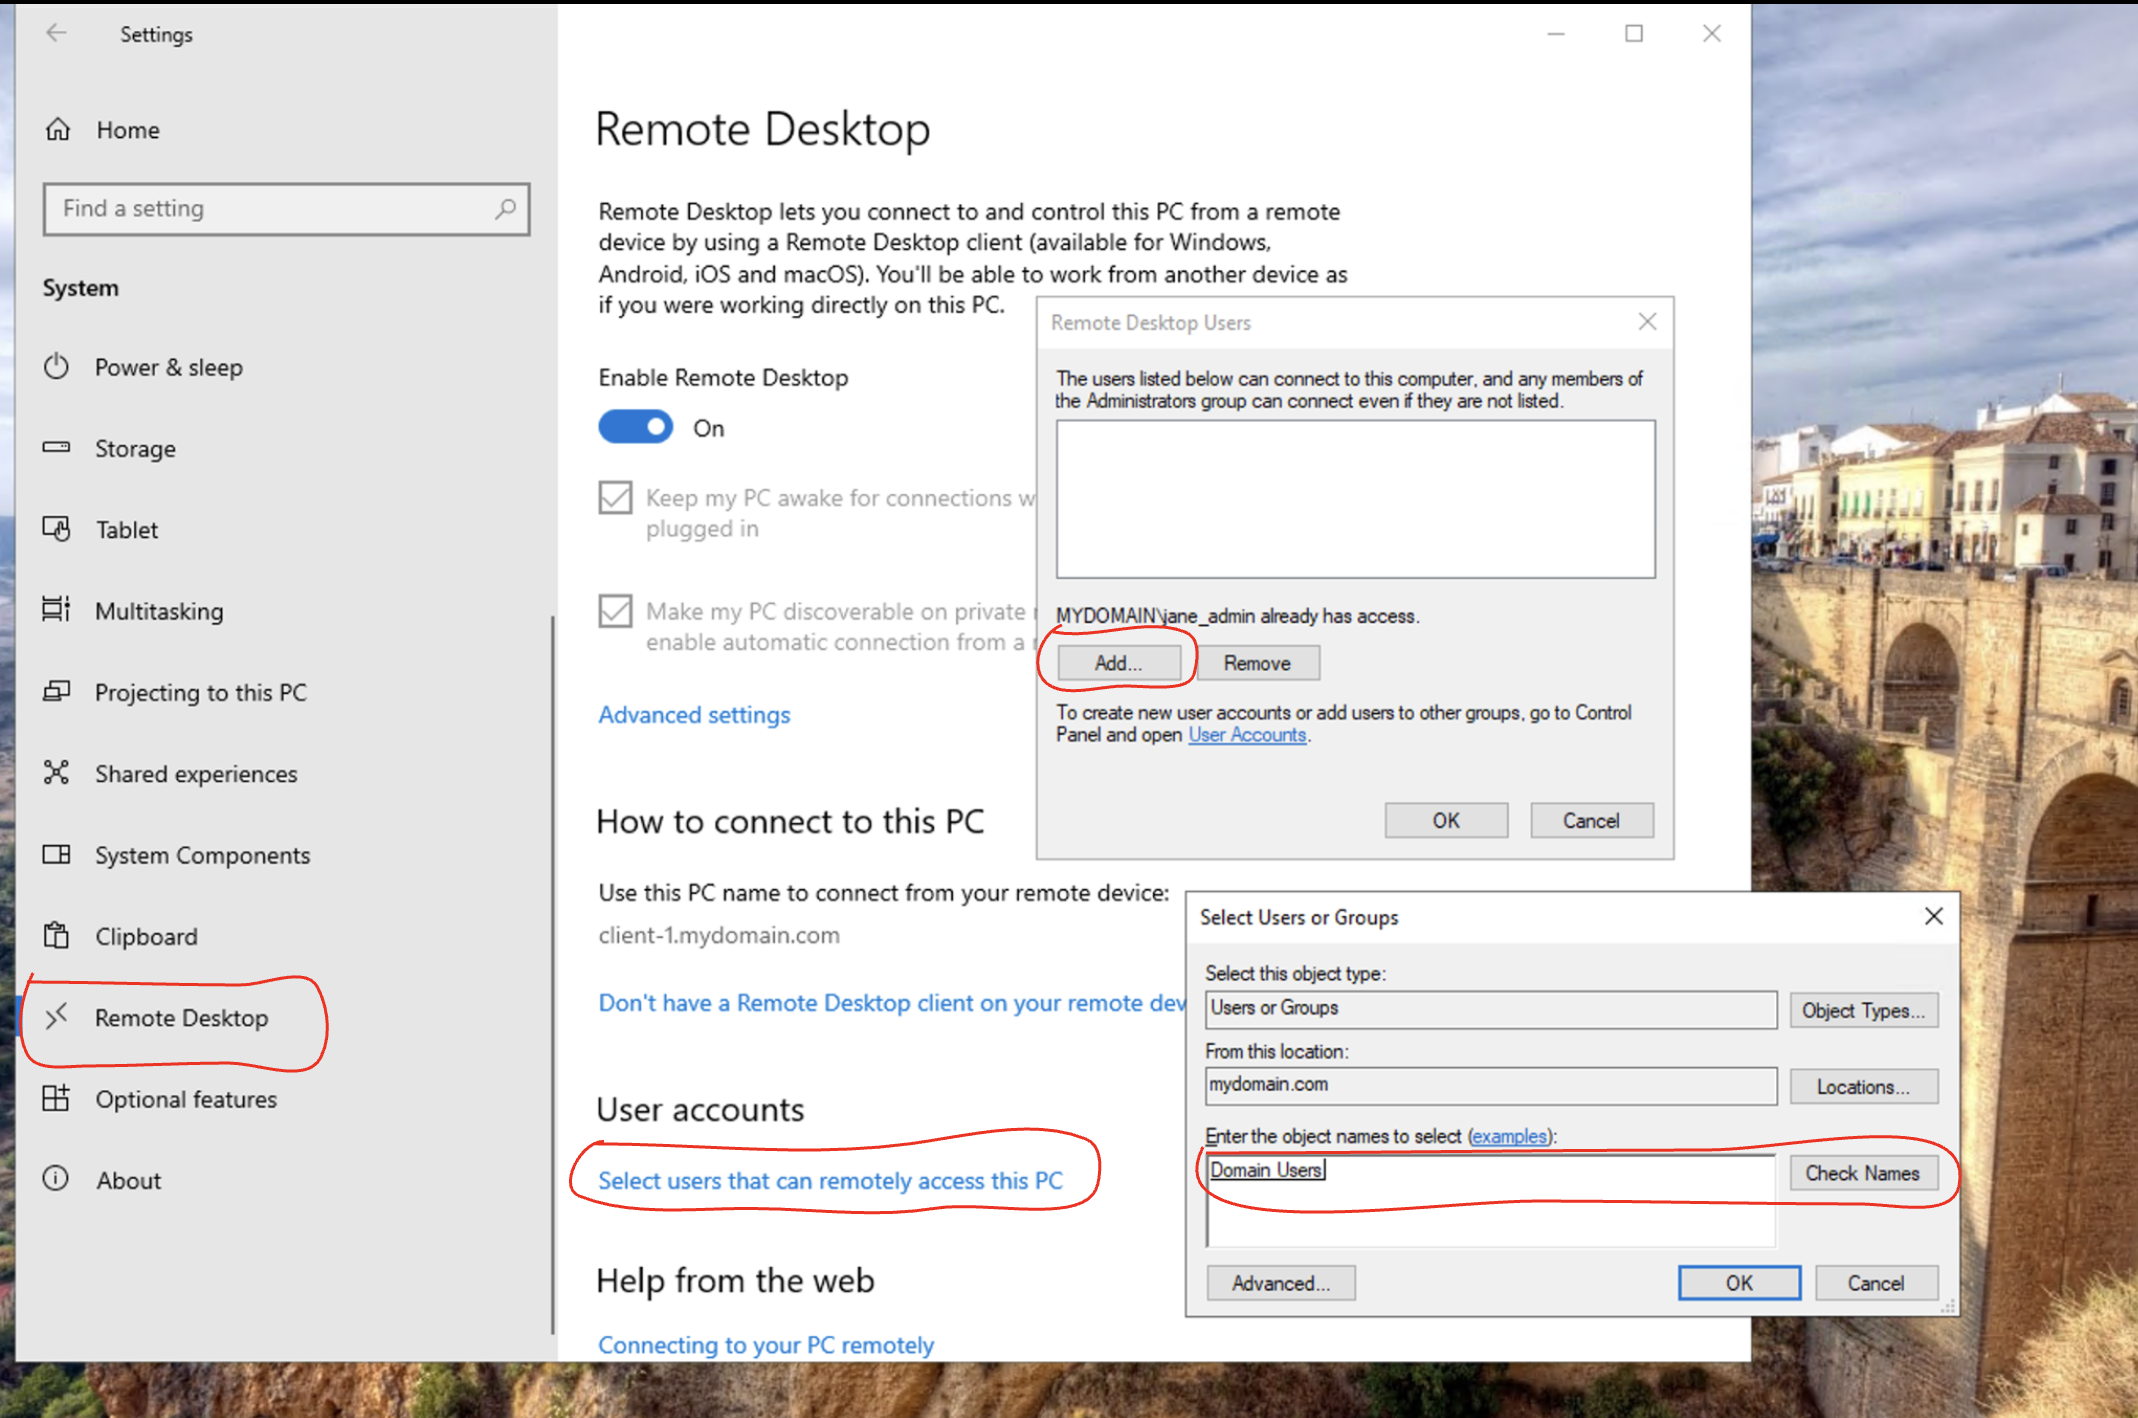 Settings
Home
Find a setting
System
Power & sleep
Storage
Tablet
Multitasking
Projecting to this PC
Shared experiences
System Components
Clipboard
Remote Desktop
Optional features
About
Remote Desktop
Remote Desktop lets you connect to and control this PC from a remote
device by using a Remote Desktop client (available for Windows,
Android, iOS and macOS). You'll be able to work from another device as
if you were working directly on this PC.
Enable Remote Desktop
On
Keep my PC awake for connections w
plugged in
Make my PC discoverable on private
enable automatic connection from a
Advanced settings
How to connect to this PC
Use this PC name to connect from your remote device:
client-1.mydomain.com
Don't have a Remote Desktop client on your remote dev
User accounts
Select users that can remotely access this PC
Help from the web
Connecting to your PC remotely
Remote Desktop Users
The users listed below can connect to this computer, and any members of
the Administrators group can connect even if they are not listed.
MYDOMAIN\jane_admin already has access.
Add... Remove
To create new user accounts or add users to other groups, go to Control
Panel and open User Accounts.
OK Cancel
Select Users or Groups
Select this object type:
Users or Groups Object Types...
From this location:
mydomain.com Locations...
Enter the object names to select (examples):
Domain Users Check Names
Advanced... OK Cancel